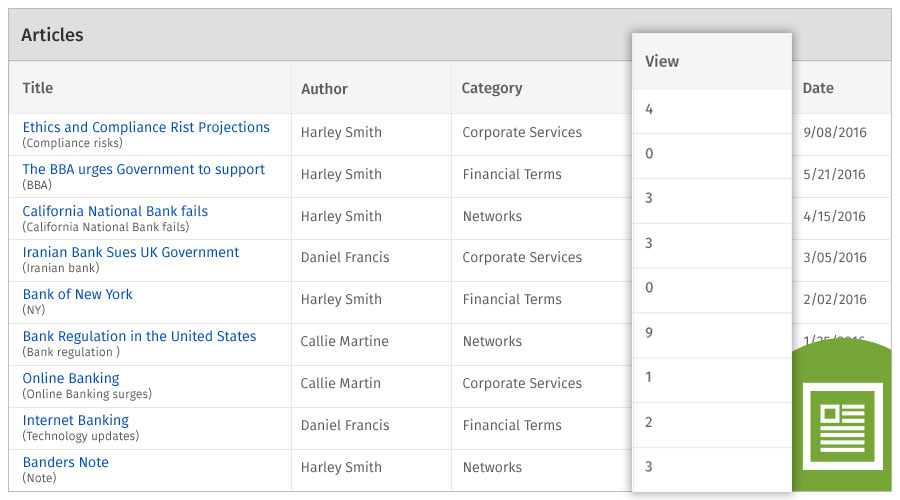 Articles
Title Author Category View Date
Ethics and Compliance Rist Projections Harley Smith Corporate Services 4 9/08/2016
(Compliance risks)
The BBA urges Government to support Harley Smith Financial Terms 0 5/21/2016
(BBA)
California National Bank fails Harley Smith Networks 3 4/15/2016
(California National Bank fails)
Iranian Bank Sues UK Government Daniel Francis Corporate Services 3 3/05/2016
(Iranian bank)
Bank of New York Harley Smith Financial Terms 0 2/02/2016
(NY)
Bank Regulation in the United States Callie Martine Networks 9
(Bank regulation )
Online Banking Callie Martin Corporate Services 1
(Online Banking surges)
Internet Banking Daniel Francis Financial Terms 2
(Technology updates)
Banders Note Harley Smith Networks 3
(Note)